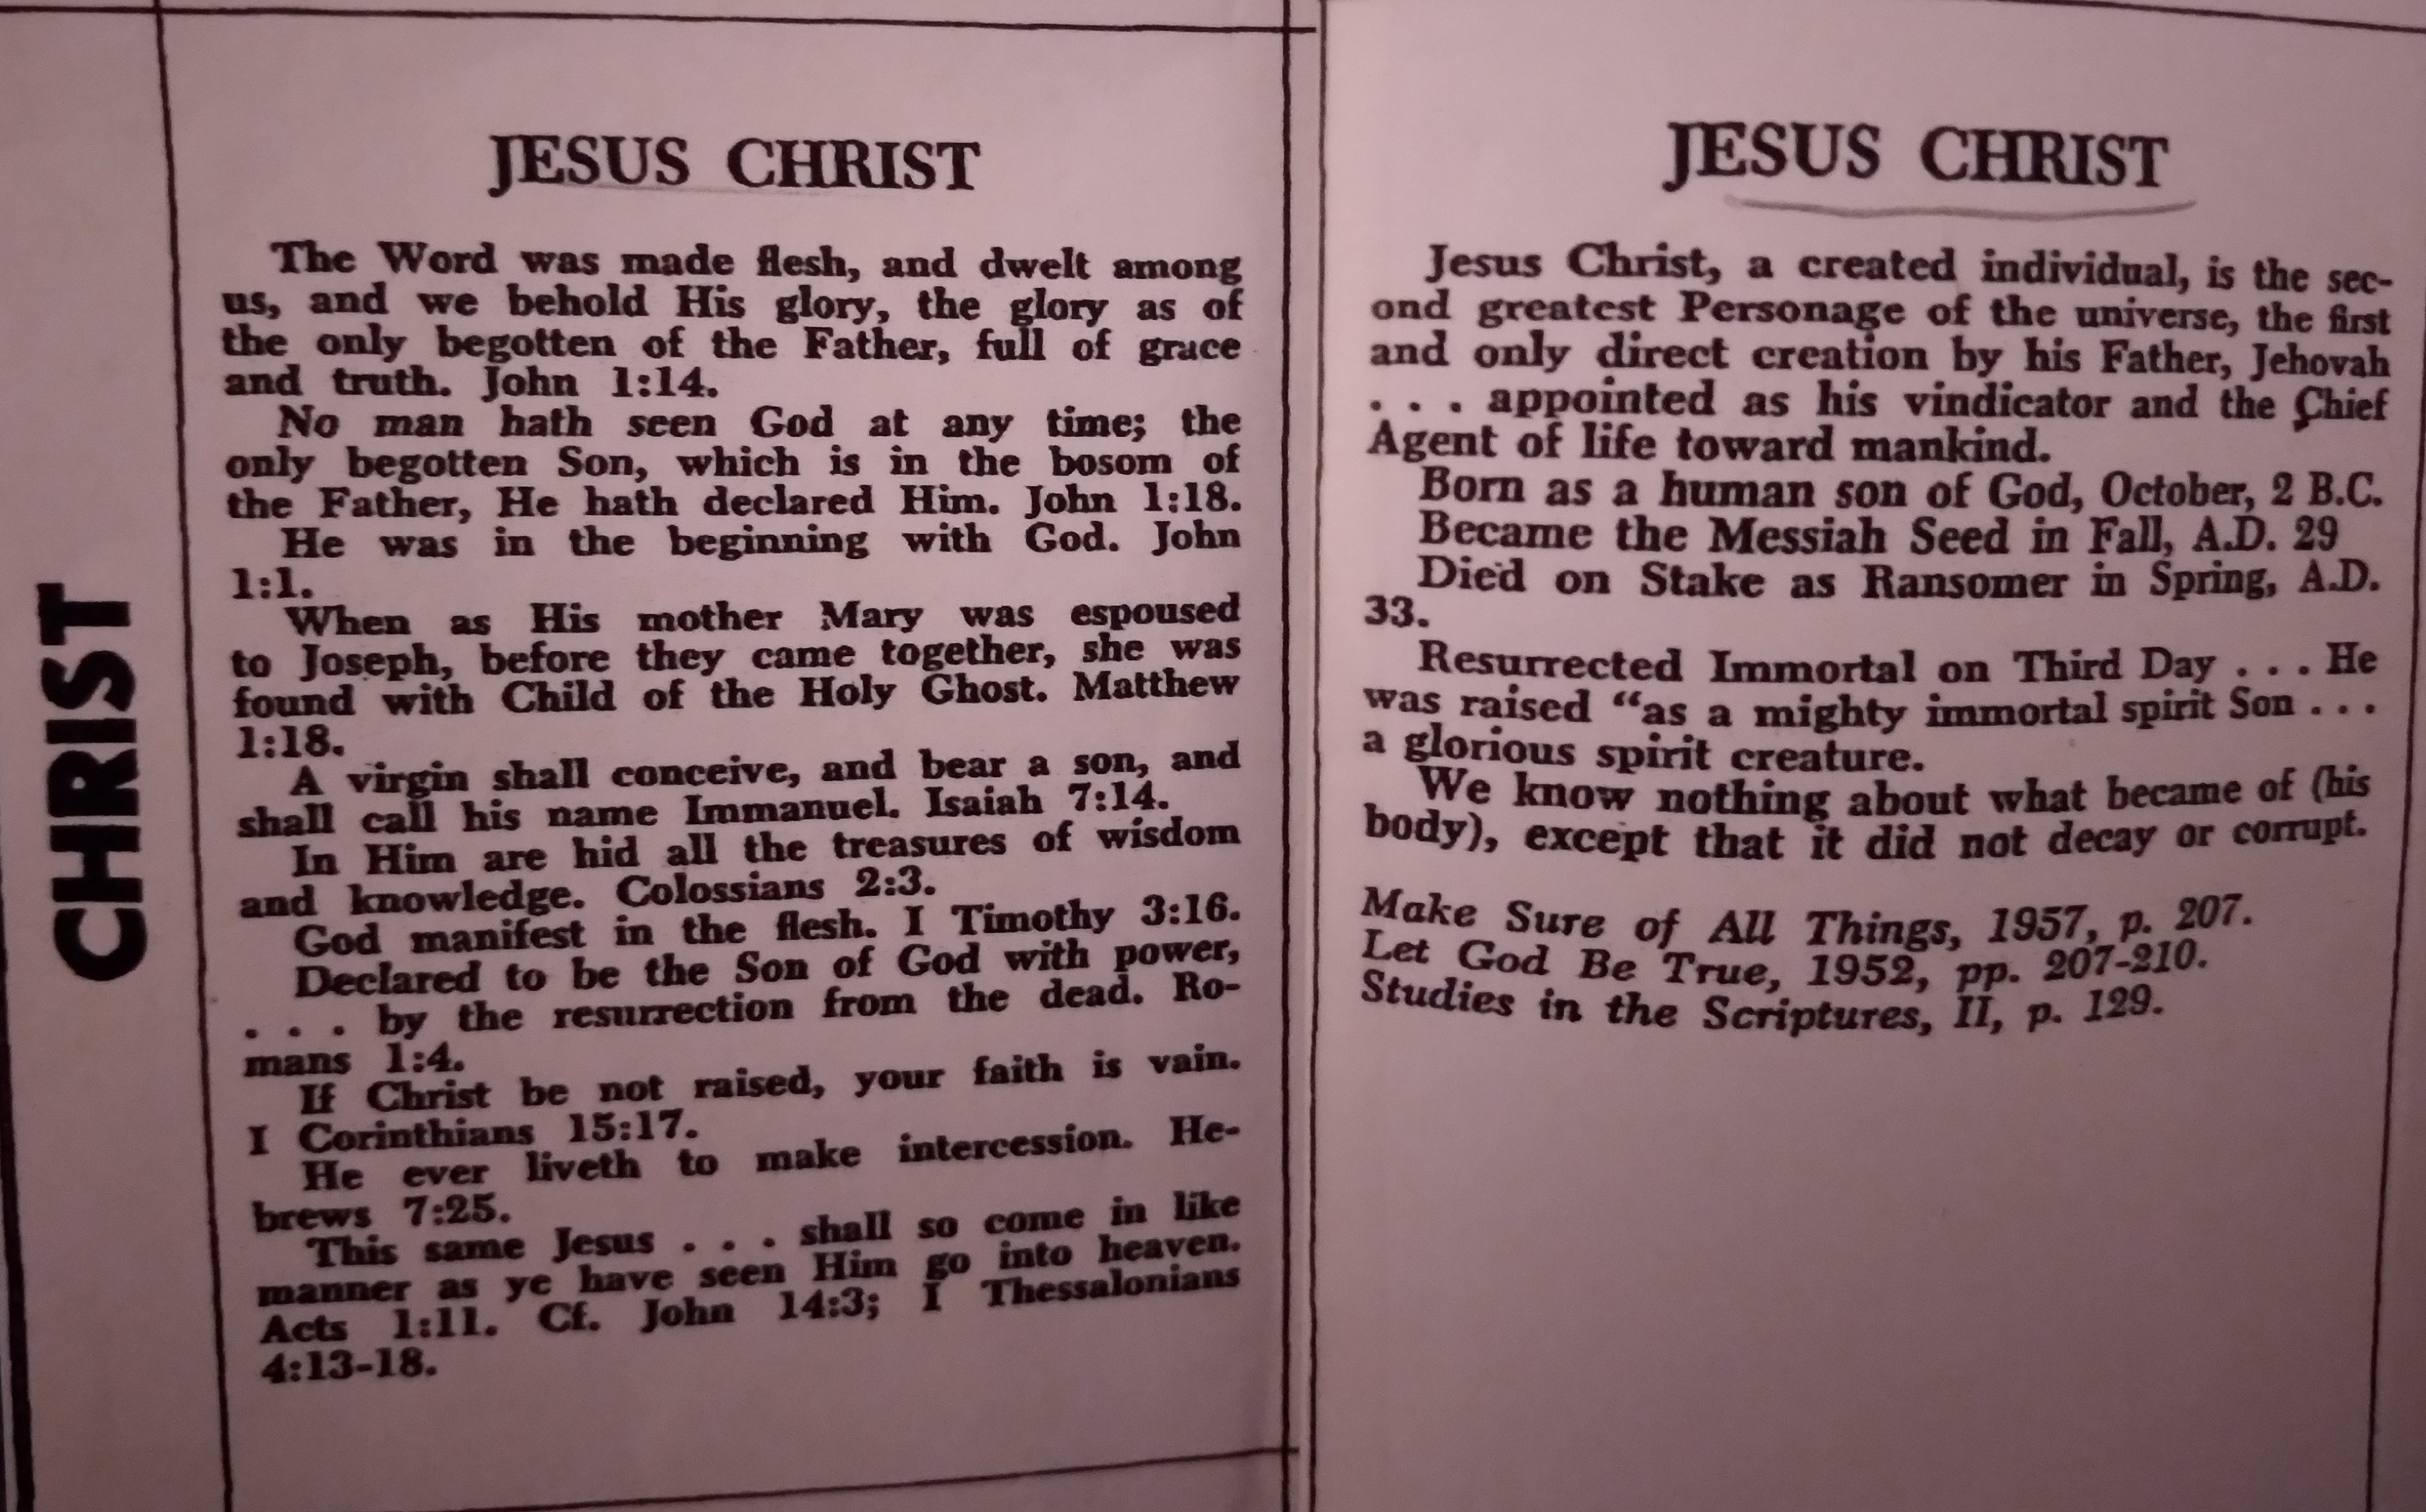 CHRIST
JESUS CHRIST
The Word was made flesh, and dwelt among
us, and we behold His glory, the glory as of
the only begotten of the Father, full of grace
and truth. John 1:14.
No man hath seen God at any time; the
only begotten Son, which is in the bosom of
the Father, He hath declared Him. John 1:18.
He was in the beginning with God. John
1:1.
When as His mother Mary was espoused
to Joseph, before they came together, she was
found with Child of the Holy Ghost. Matthew
1:18.
A virgin shall conceive, and bear a son, and
shall call his name Immanuel. Isaiah 7:14.
In Him are hid all the treasures of wisdom
and knowledge. Colossians 2:3.
God manifest in the flesh. I Timothy 3:16.
Declared to be the Son of God with power,
. . . by the resurrection from the dead. Ro-
mans 1:4.
If Christ be not raised, your faith is vain.
I Corinthians 15:17.
He ever liveth to make intercession. He-
brews 7:25.
This same Jesus . . . shall so come in like
manner as ye have seen Him go into heaven.
Acts 1:11. Cf. John 14:3; I Thessalonians
4:13-18.
JESUS CHRIST
Jesus Christ, a created individual, is the sec-
ond greatest Personage of the universe, the first
and only direct creation by his Father, Jehovah
. . . appointed as his vindicator and the Chief
Agent of life toward mankind.
Born as a human son of God, October, 2 B.C.
Became the Messiah Seed in Fall, A.D. 29
Died on Stake as Ransomer in Spring, A.D.
33.
Resurrected Immortal on Third Day . . . He
was raised “as a mighty immortal spirit Son . . .
a glorious spirit creature.
We know nothing about what became of (his
body), except that it did not decay or corrupt.
Make Sure of All Things, 1957, p. 207.
Let God Be True, 1952, pp. 207-210.
Studies in the Scriptures, II, p. 129.